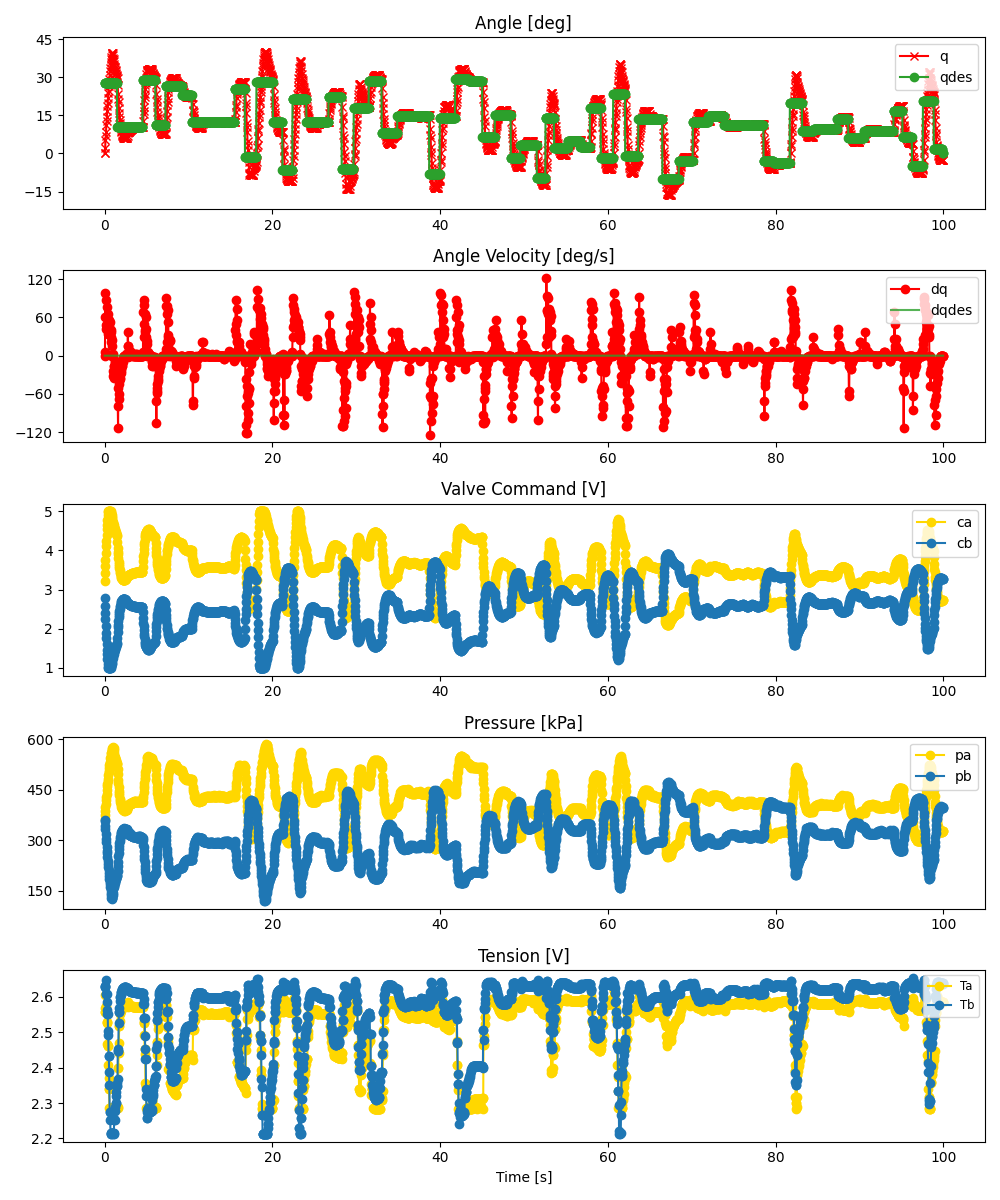 Angle [deg]
45
30
15
0
−15
q
qdes
0 20 40 60 80 100
Angle Velocity [deg/s]
120
60
0
−60
−120
dq
dqdes
0 20 40 60 80 100
Valve Command [V]
5
4
3
2
1
ca
cb
0 20 40 60 80 100
Pressure [kPa]
600
450
300
150
pa
pb
0 20 40 60 80 100
Tension [V]
2.6
2.5
2.4
2.3
2.2
Ta
Tb
0 20 40 60 80 100
Time [s]